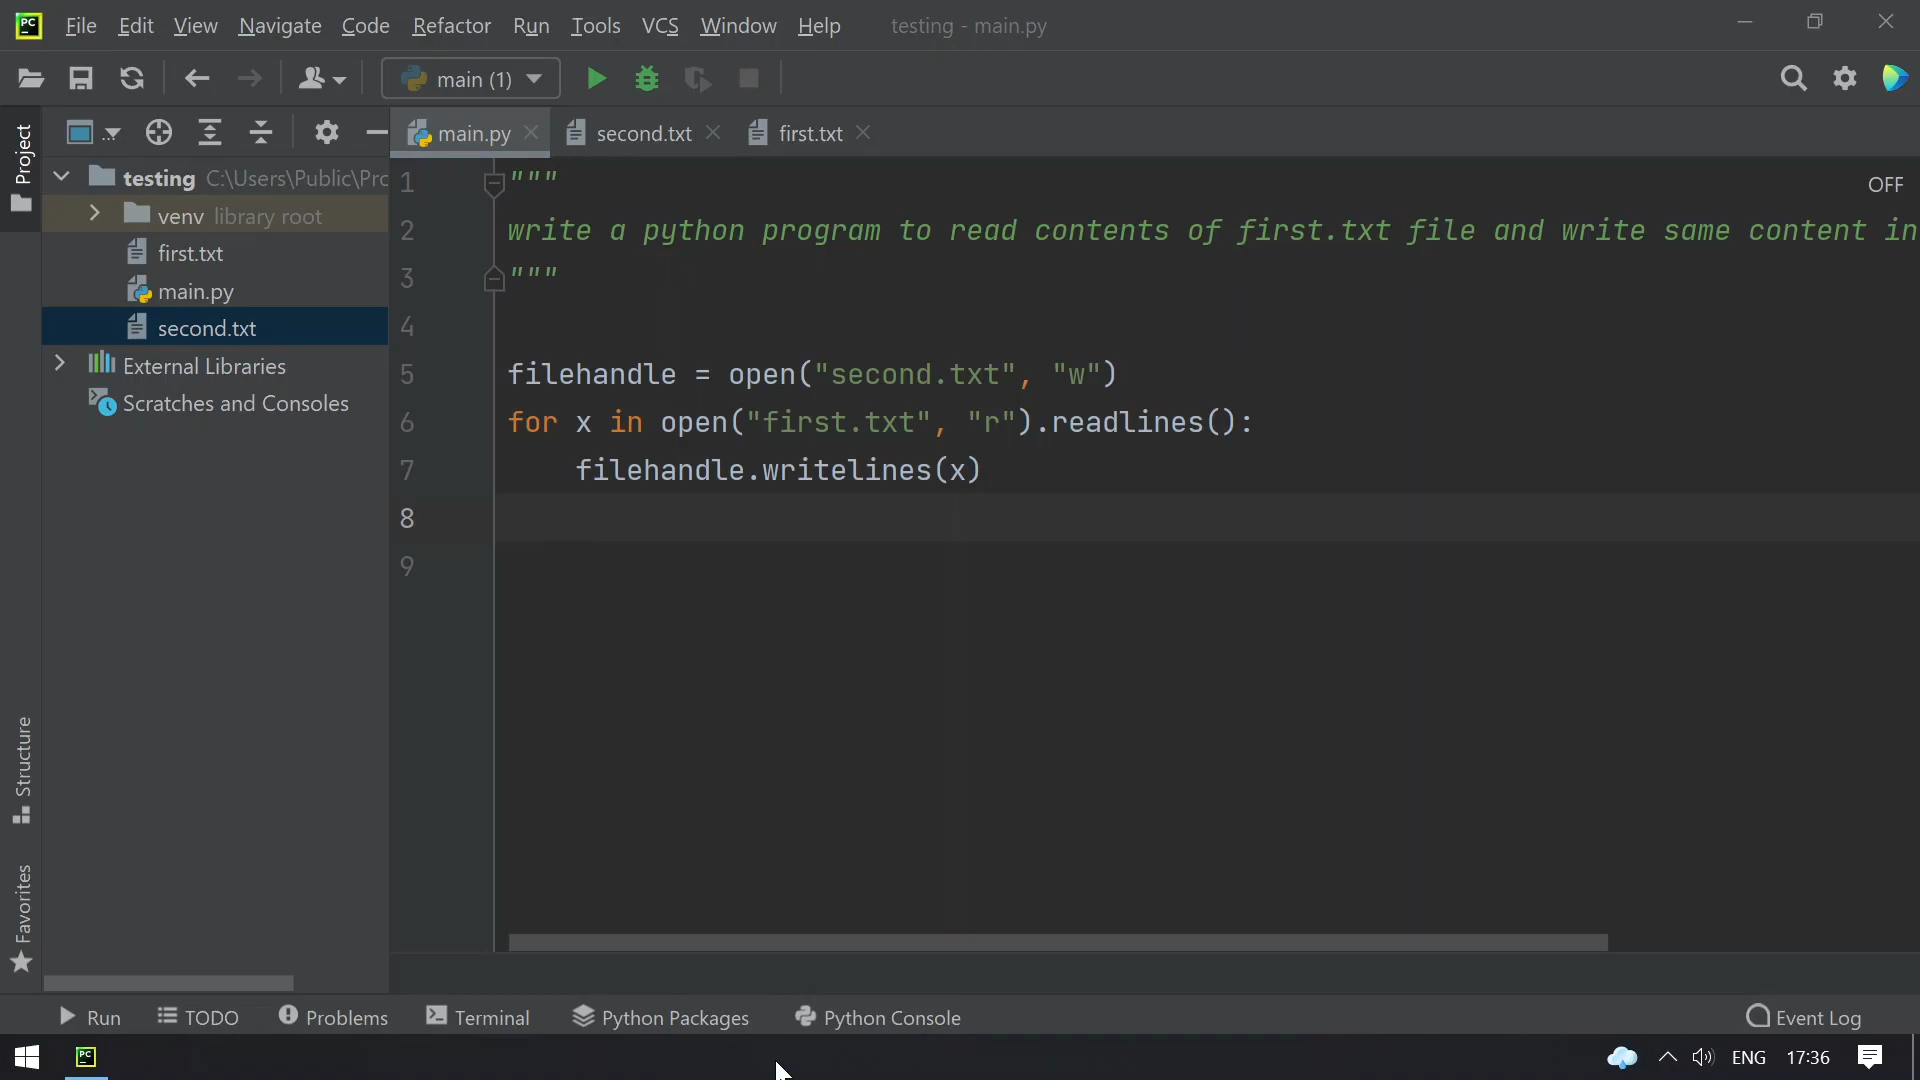 PC File Edit View Navigate Code Refactor Run Tools VCS Window Help testing - main.py
main (1)
Project
main.py second.txt first.txt
testing C:\Users\Public\Prc
venv library root
first.txt
main.py
second.txt
External Libraries
Scratches and Consoles
OFF
1 """
2 write a python program to read contents of first.txt file and write same content in
3 """
4
5 filehandle = open("second.txt", "w")
6 for x in open("first.txt", "r").readlines():
7 filehandle.writelines(x)
8
9
Structure
Favorites
Run TODO Problems Terminal Python Packages Python Console Event Log
PC ENG 17:36